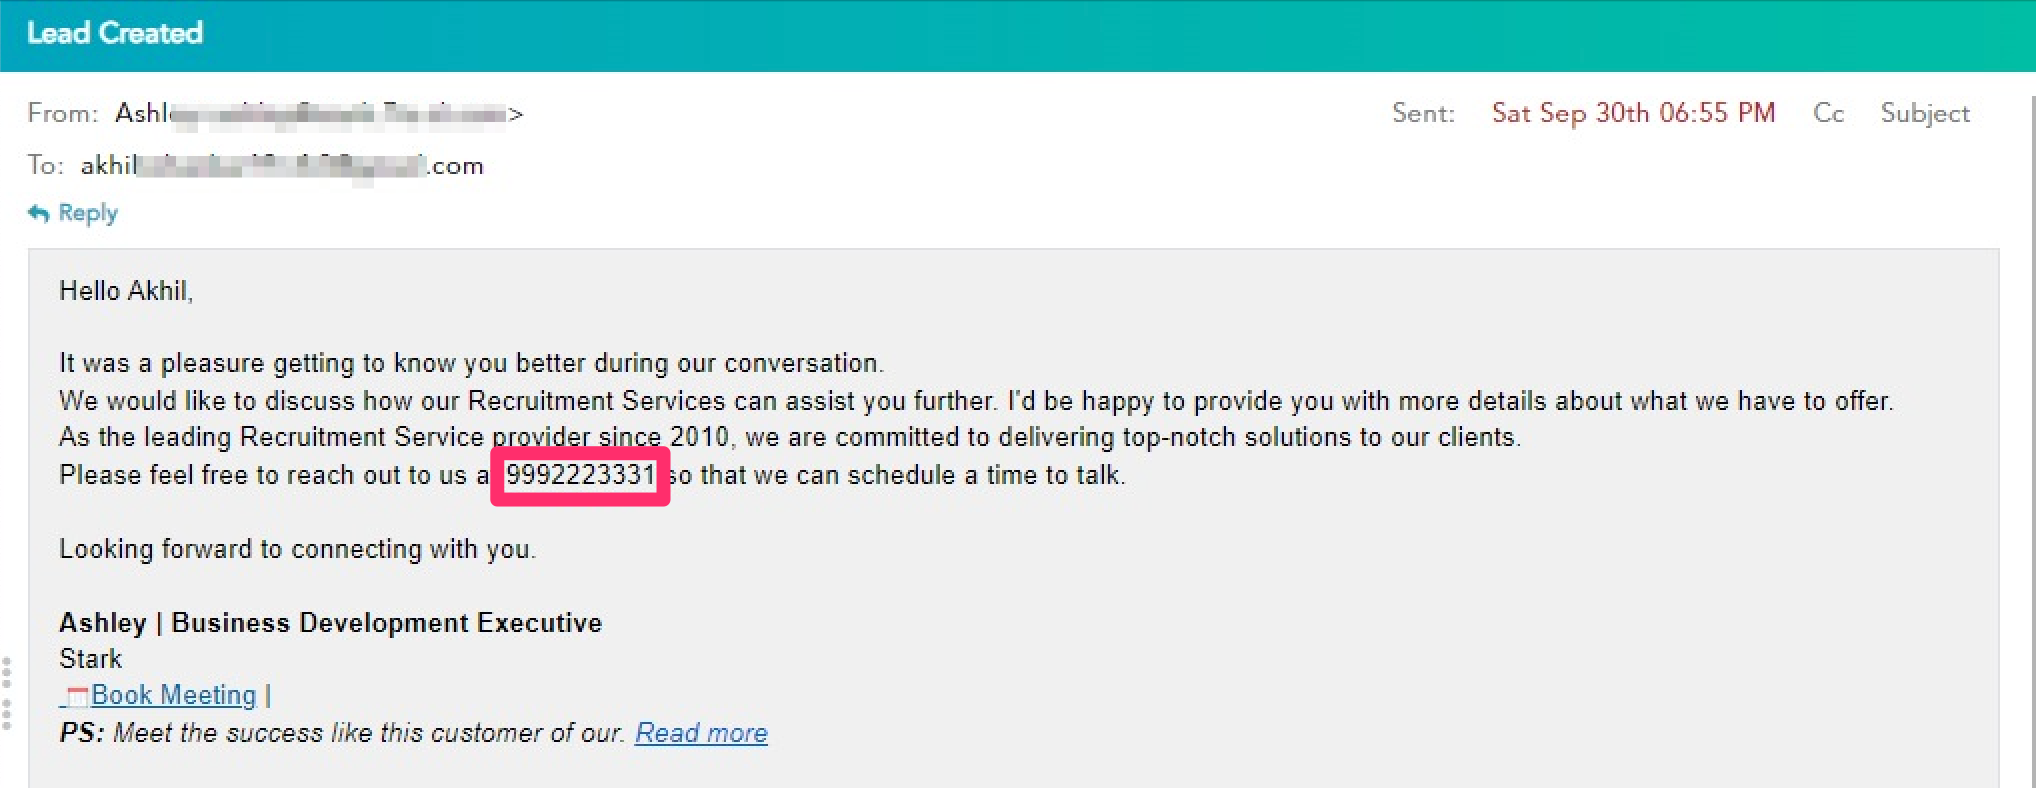 Lead Created
From: Ashl >
Sent: Sat Sep 30th 06:55 PM Cc Subject
To: akhil .com
Reply
Hello Akhil,
It was a pleasure getting to know you better during our conversation.
We would like to discuss how our Recruitment Services can assist you further. I'd be happy to provide you with more details about what we have to offer.
As the leading Recruitment Service provider since 2010, we are committed to delivering top-notch solutions to our clients.
Please feel free to reach out to us a 9992223331 so that we can schedule a time to talk.
Looking forward to connecting with you.
Ashley | Business Development Executive
Stark
Book Meeting |
PS: Meet the success like this customer of our. Read more